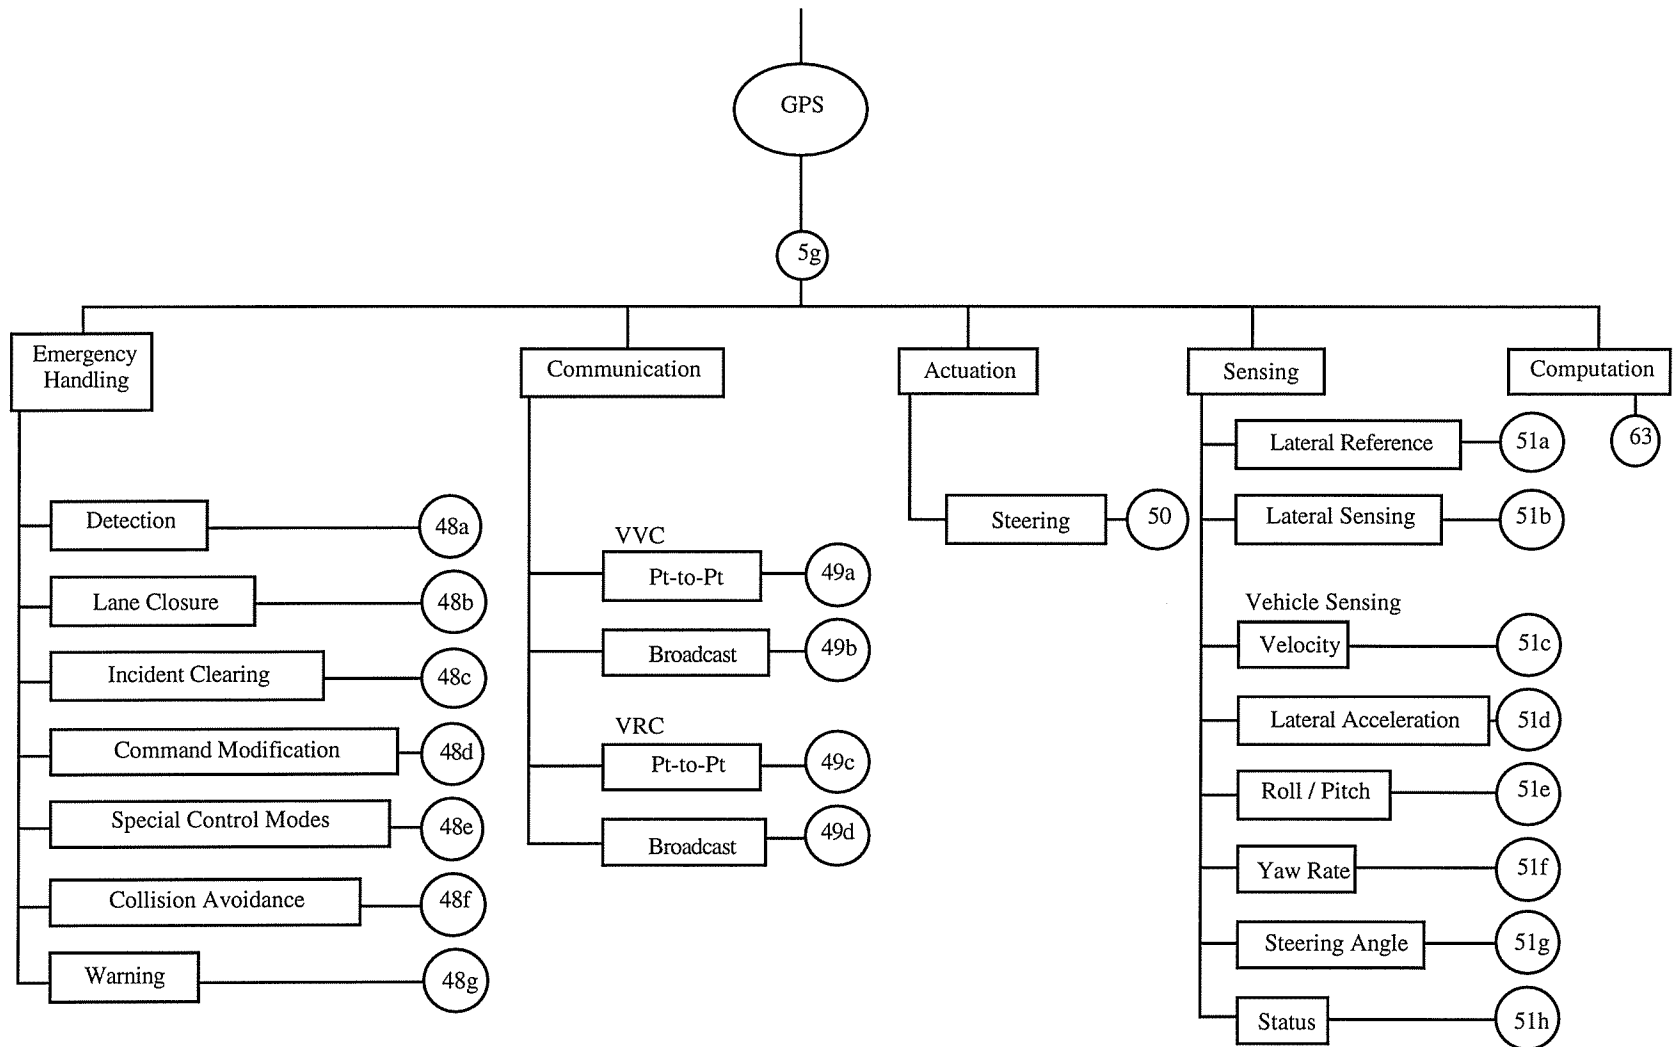 GPS
5g
Emergency
Handling
Communication
Actuation
Sensing
Computation
63
Detection
48a
Lane Closure
48b
Incident Clearing
48c
Command Modification
48d
Special Control Modes
48e
Collision Avoidance
48f
Warning
48g
VVC
Pt-to-Pt
49a
Broadcast
49b
VRC
Pt-to-Pt
49c
Broadcast
49d
Steering
50
Lateral Reference
51a
Lateral Sensing
51b
Vehicle Sensing
Velocity
51c
Lateral Acceleration
51d
Roll / Pitch
51e
Yaw Rate
51f
Steering Angle
51g
Status
51h